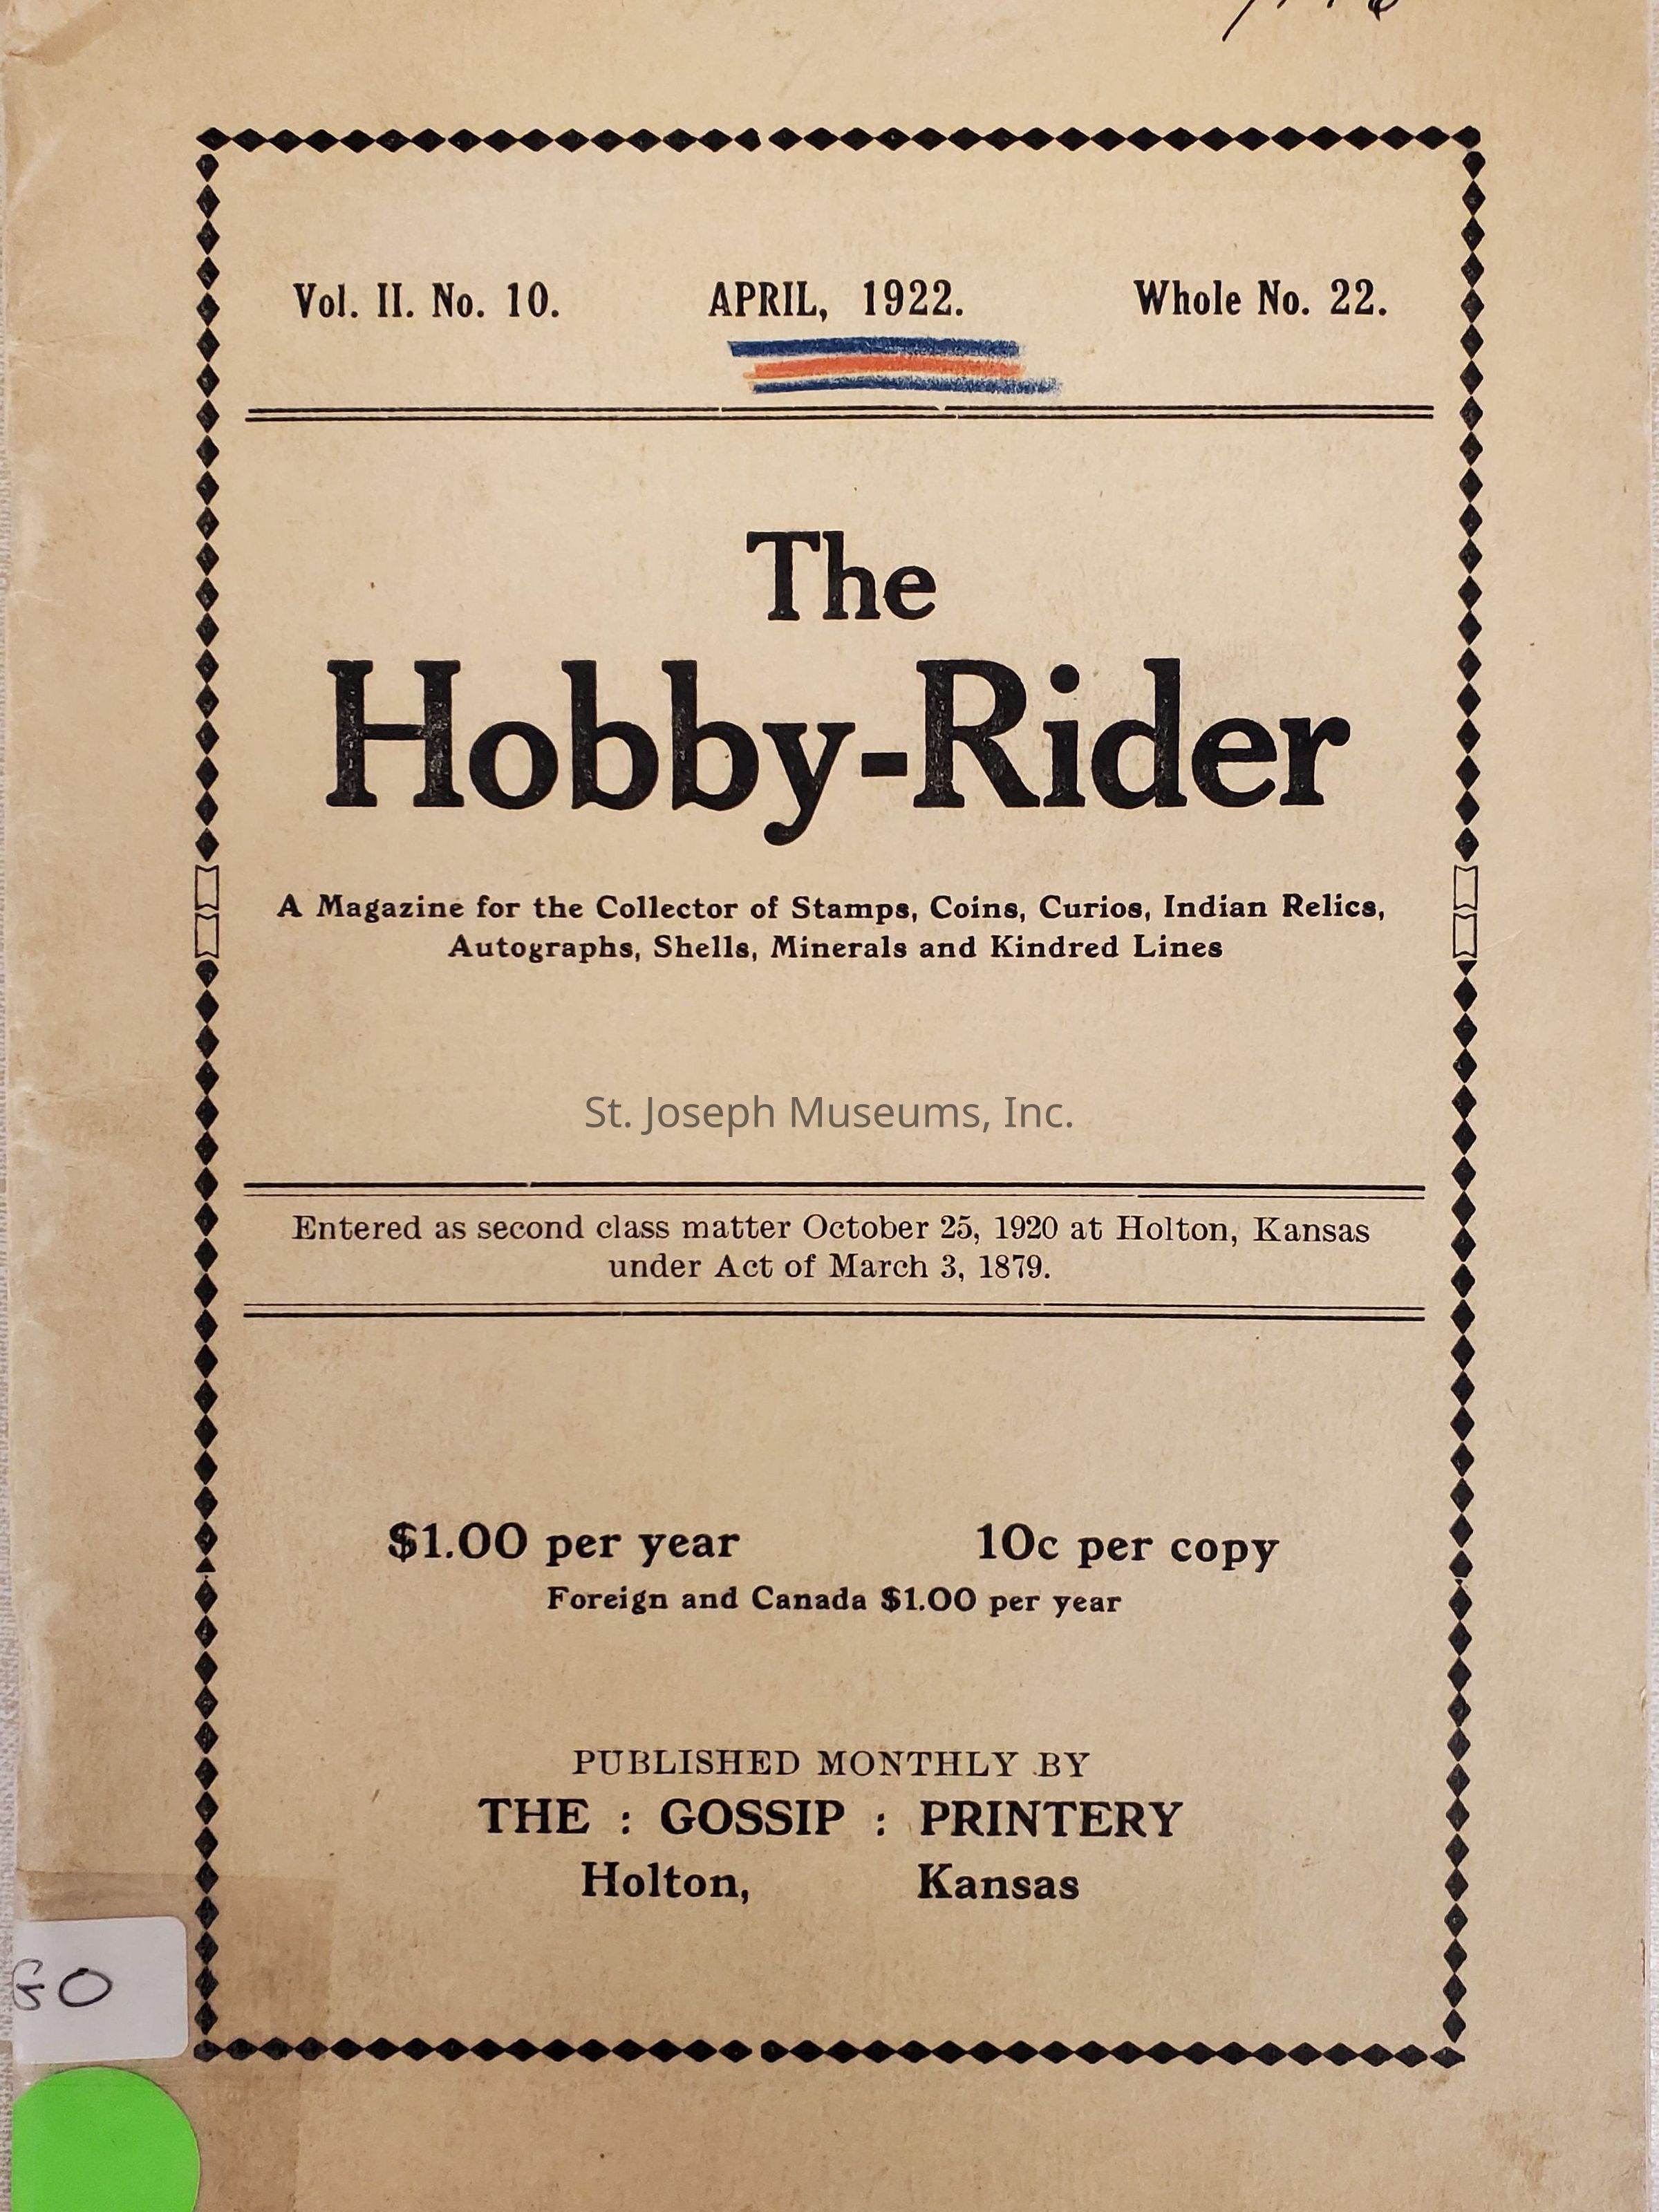 Vol. II. No. 10. APRIL, 1922. Whole No. 22.
The
Hobby-Rider
A Magazine for the Collector of Stamps, Coins, Curios, Indian Relics,
Autographs, Shells, Minerals and Kindred Lines
St. Joseph Museums, Inc.
Entered as second class matter October 25, 1920 at Holton, Kansas
under Act of March 3, 1879.
$1.00 per year 10c per copy
Foreign and Canada $1.00 per year
PUBLISHED MONTHLY BY
THE : GOSSIP : PRINTERY
Holton, Kansas
GO